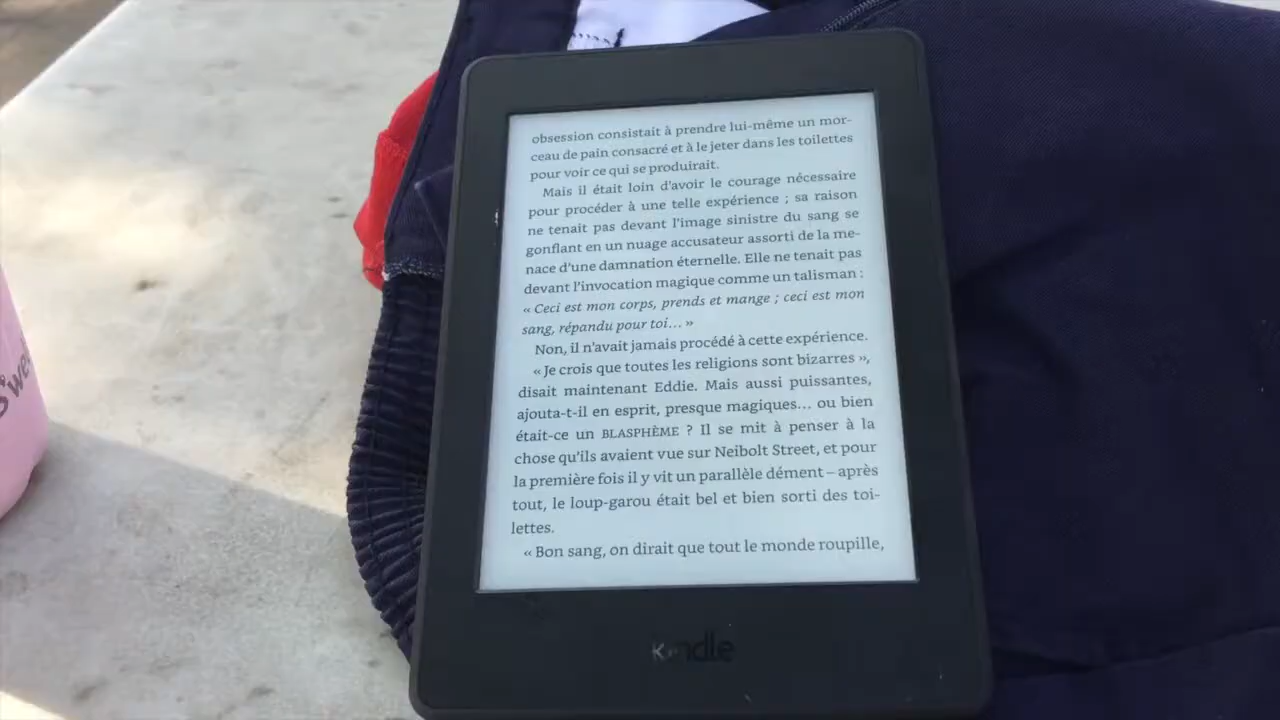 obsession consistait à prendre lui-même un mor-
ceau de pain consacré et à le jeter dans les toilettes
pour voir ce qui se produirait.
Mais il était loin d'avoir le courage nécessaire
pour procéder à une telle expérience ; sa raison
ne tenait pas devant l'image sinistre du sang se
gonflant en un nuage accusateur assorti de la me-
nace d'une damnation éternelle. Elle ne tenait pas
devant l'invocation magique comme un talisman :
« Ceci est mon corps, prends et mange ; ceci est mon
sang, répandu pour toi… »
Non, il n'avait jamais procédé à cette expérience.
« Je crois que toutes les religions sont bizarres »,
disait maintenant Eddie. Mais aussi puissantes,
ajouta-t-il en esprit, presque magiques… ou bien
était-ce un BLASPHÈME ? Il se mit à penser à la
chose qu'ils avaient vue sur Neibolt Street, et pour
la première fois il y vit un parallèle dément – après
tout, le loup-garou était bel et bien sorti des toi-
lettes.
« Bon sang, on dirait que tout le monde roupille,
kindle